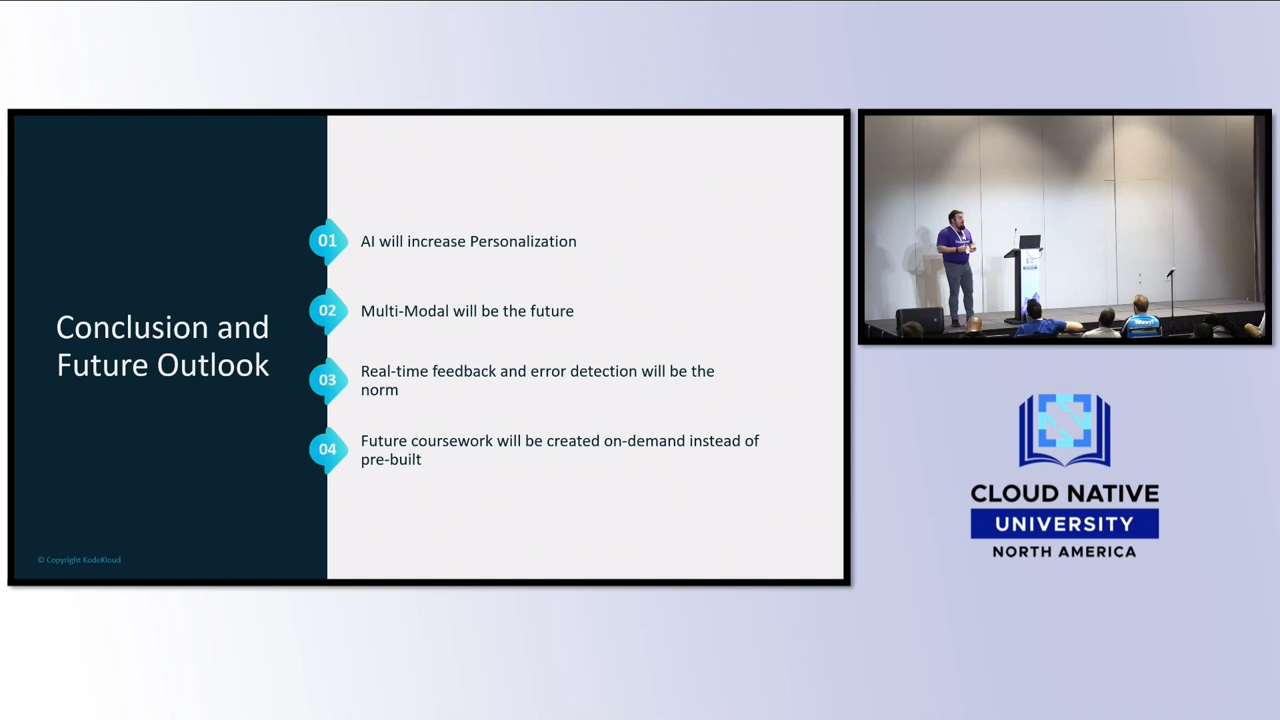 Conclusion and
Future Outlook
01
AI will increase Personalization
02
Multi-Modal will be the future
03
Real-time feedback and error detection will be the
norm
04
Future coursework will be created on-demand instead of
pre-built
© Copyright KodeKloud
CLOUD NATIVE
UNIVERSITY
NORTH AMERICA